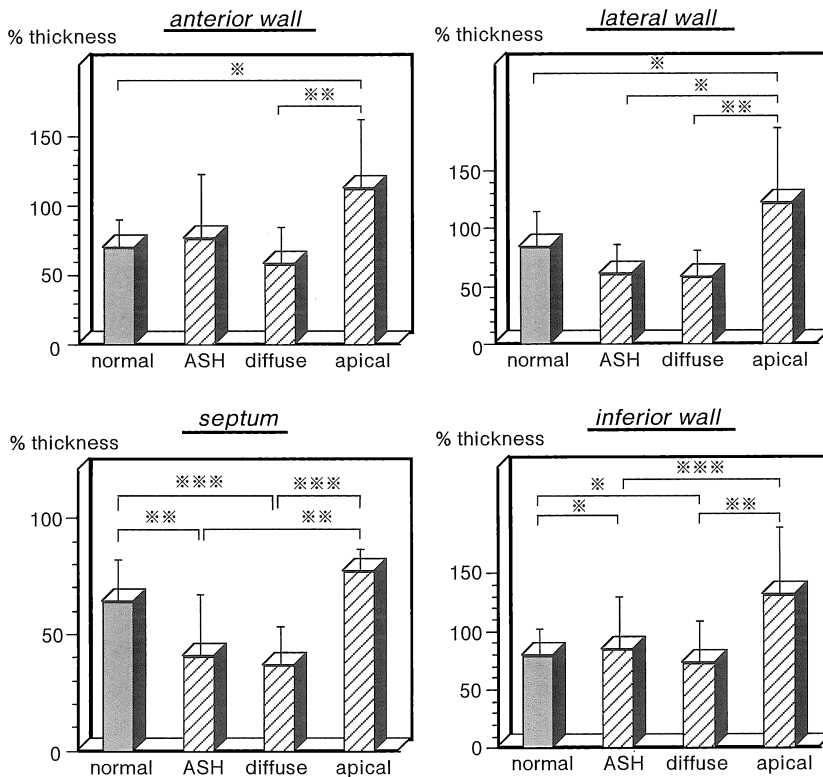 anterior wall
% thickness
※
※※
150
100
50
0
normal ASH diffuse apical
lateral wall
% thickness
※
※
※※
150
100
50
0
normal ASH diffuse apical
septum
% thickness
※※※ ※※※
※※ ※※
100
50
0
normal ASH diffuse apical
inferior wall
% thickness
※※※
※
※ ※※
150
100
50
0
normal ASH diffuse apical